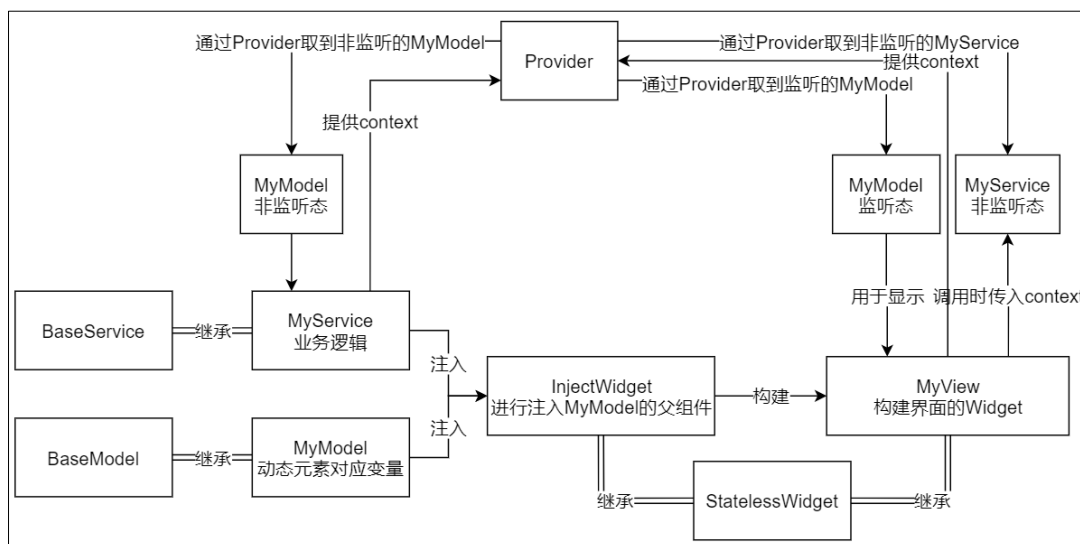 通过Provider取到非监听的MyModel
Provider
通过Provider取到非监听的MyService
提供context
通过Provider取到监听的MyModel
提供context
MyModel
非监听态
MyModel
监听态
MyService
非监听态
用于显示
调用时传入context
BaseService
继承
MyService
业务逻辑
注入
InjectWidget
进行注入MyModel的父组件
构建
MyView
构建界面的Widget
注入
BaseModel
继承
MyModel
动态元素对应变量
继承
StatelessWidget
继承